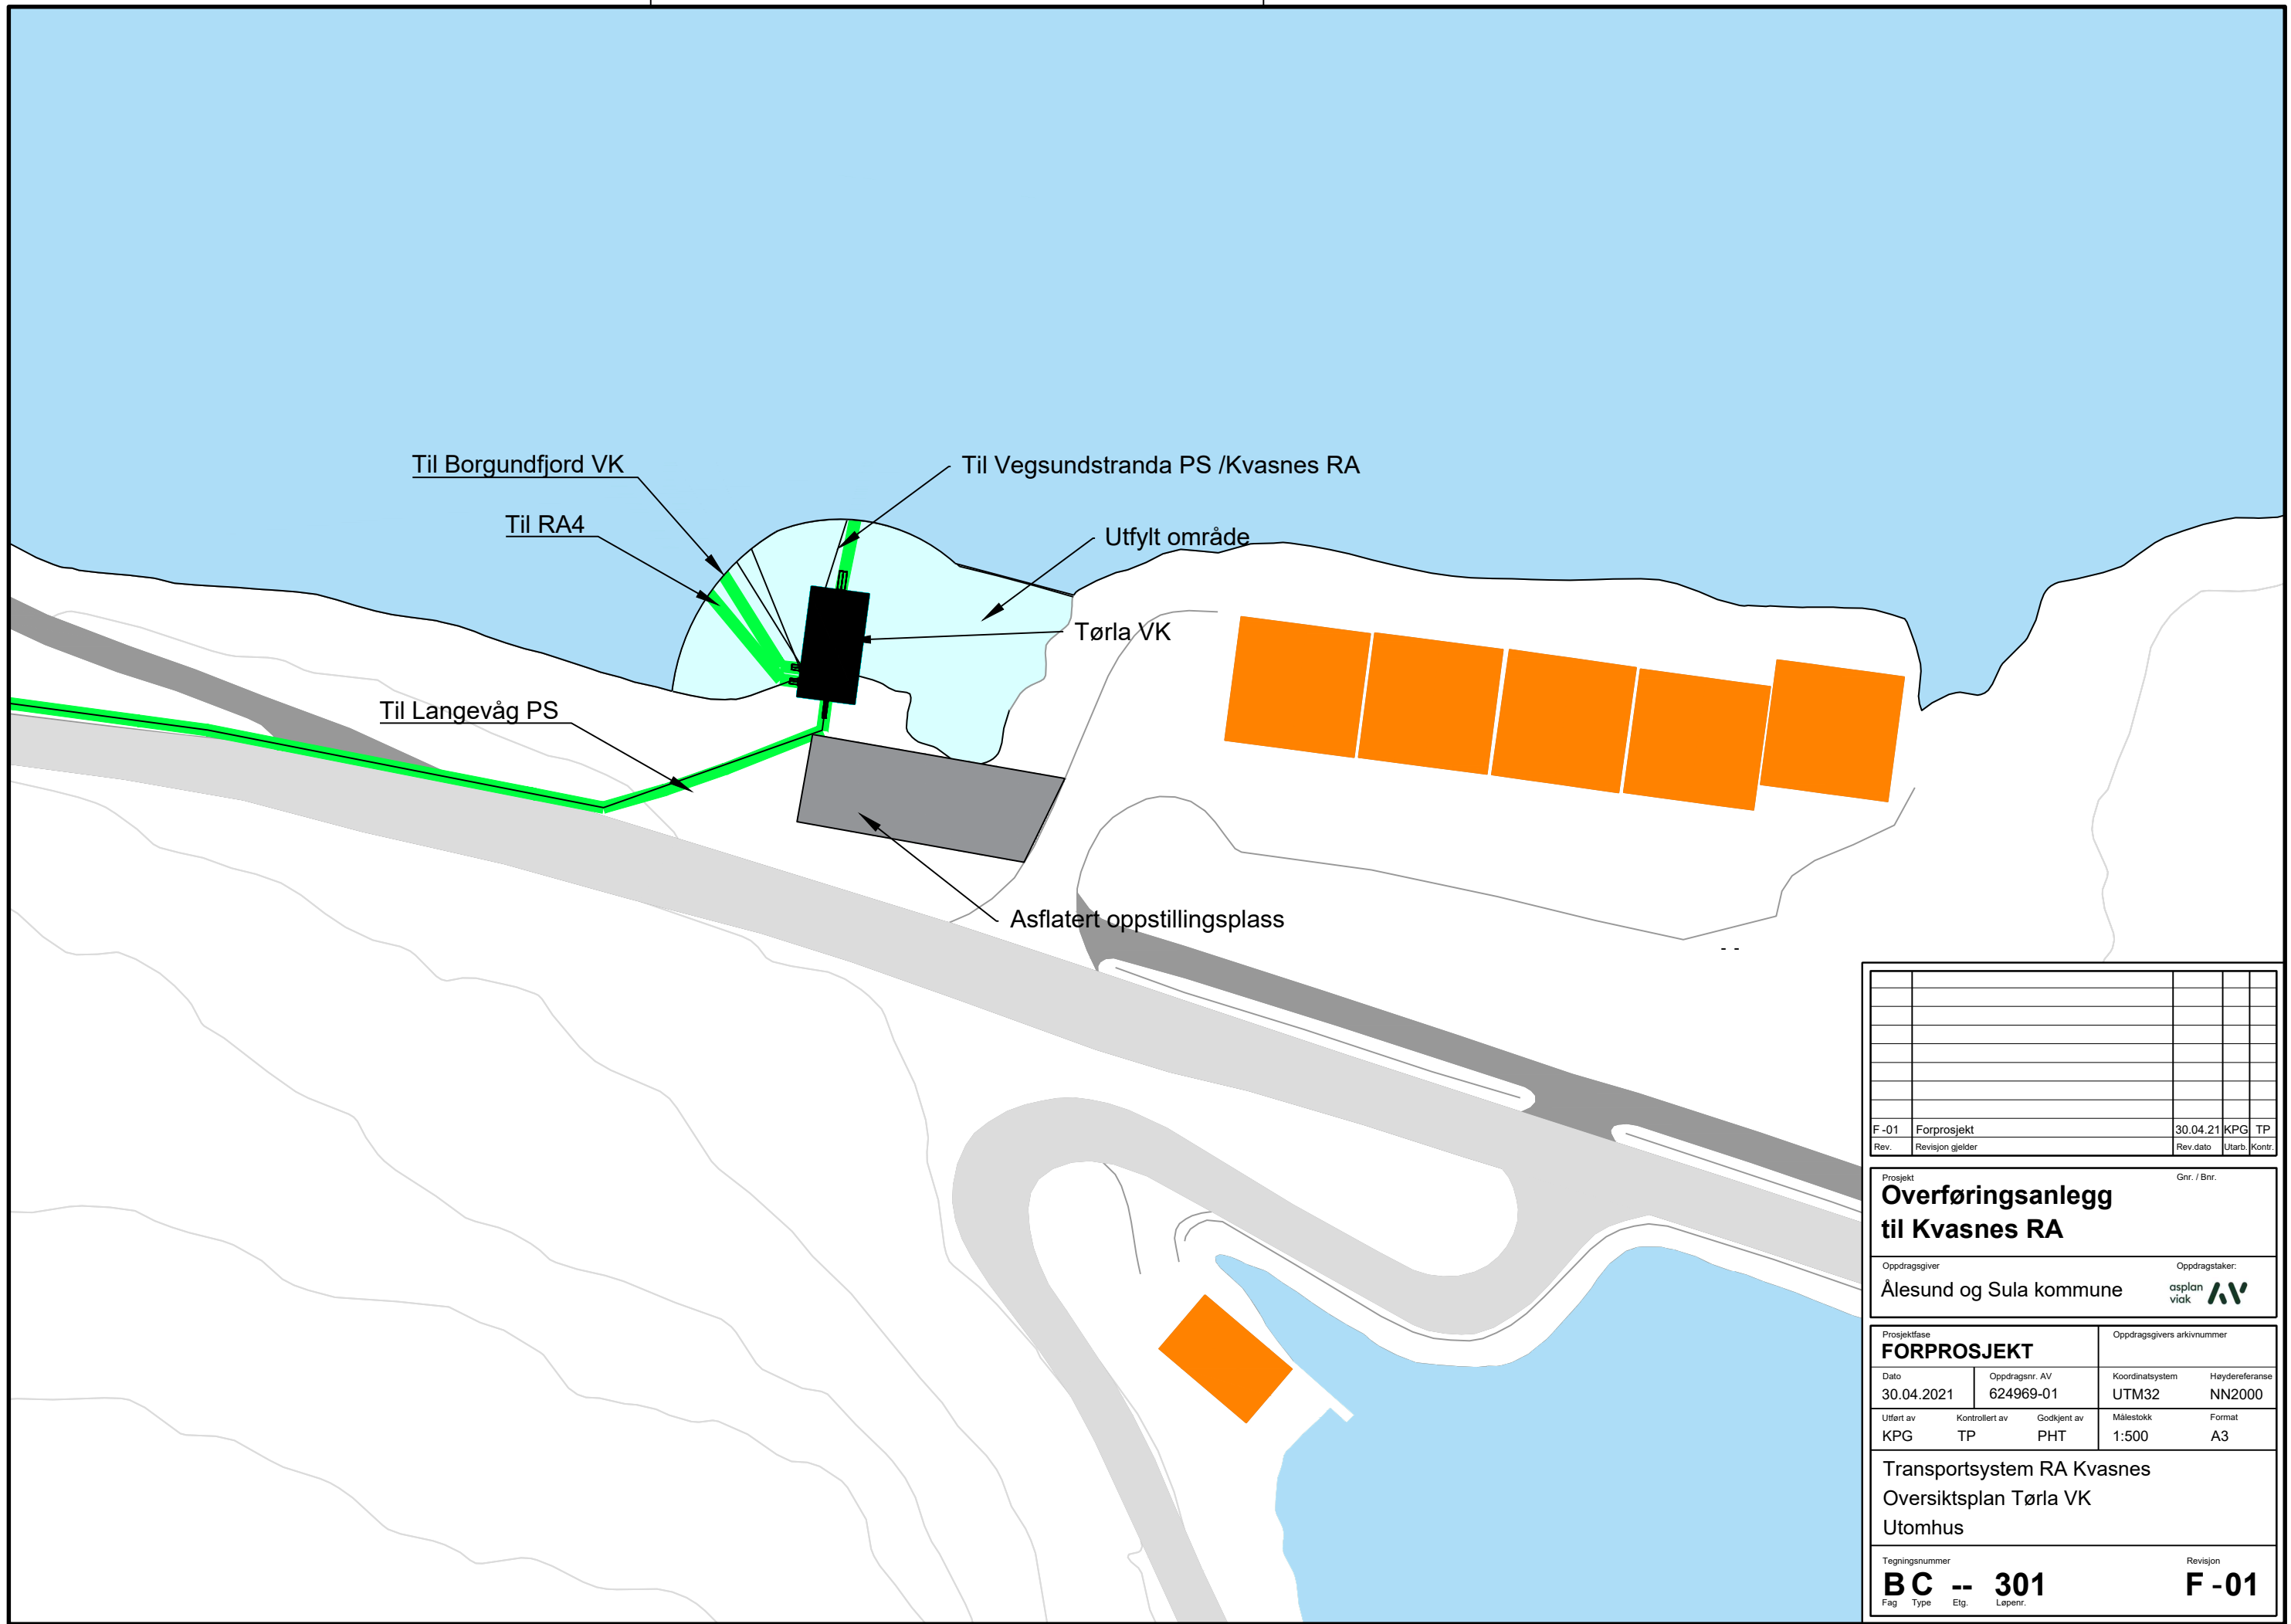 Til Borgundfjord VK
Til Vegsundstranda PS /Kvasnes RA
Til RA4
Utfylt område
Tørla VK
Til Langevåg PS
Asflatert oppstillingsplass
- -
F -01 Forprosjekt 30.04.21 KPG TP
Rev. Revisjon gjelder Rev.dato Utarb. Kontr.
Prosjekt Gnr. / Bnr.
Overføringsanlegg
til Kvasnes RA
Oppdragsgiver Oppdragstaker:
Ålesund og Sula kommune
asplan
viak
Prosjektfase Oppdragsgivers arkivnummer
FORPROSJEKT
Dato Oppdragsnr. AV Koordinatsystem Høydereferanse
30.04.2021 624969-01 UTM32 NN2000
Utført av Kontrollert av Godkjent av Målestokk Format
KPG TP PHT 1:500 A3
Transportsystem RA Kvasnes
Oversiktsplan Tørla VK
Utomhus
Tegningsnummer Revisjon
B C -- 301 F -01
Fag Type Etg. Løpenr.